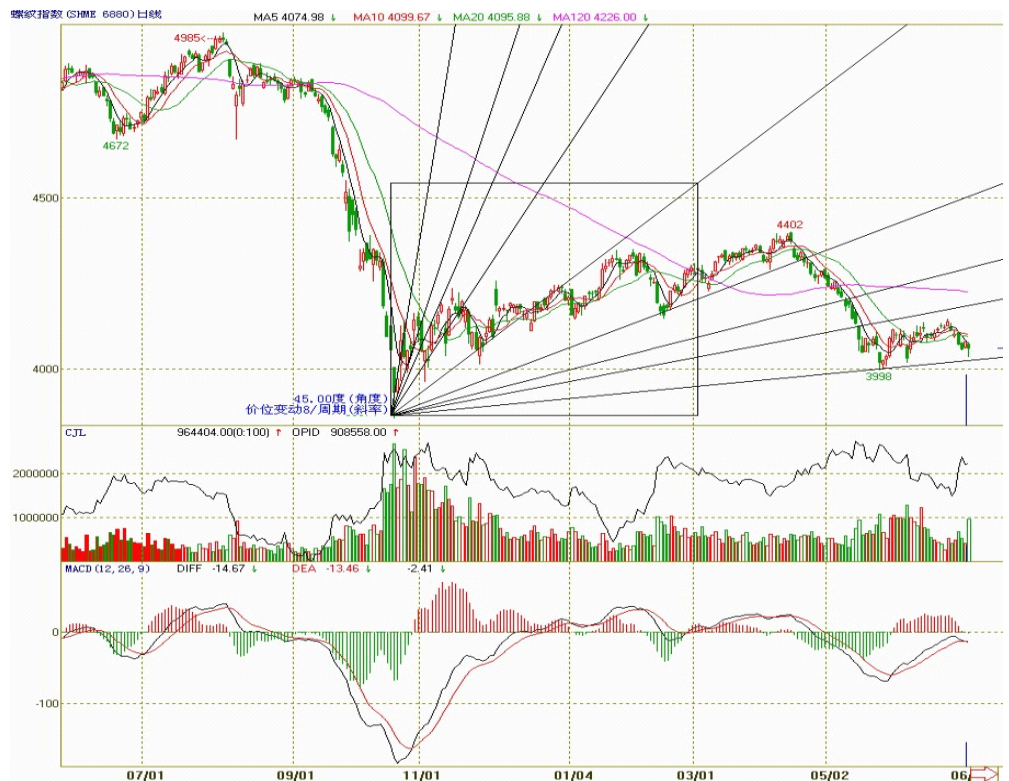 螺纹指数(SHME 6880)日线 MA5 4074.98 ↓ MA10 4099.67 ↓ MA20 4095.88 ↓ MA120 4226.00 ↓
4985<
4672
4500
4402
4000
3998
45.00度(角度)
价位变动8/周期(斜率)
CJL 964404.00(0:100) ↑ OPID 908558.00 ↑
2000000
1000000
MACD(12,26,9) DIFF -14.67 ↓ DEA -13.46 ↓ -2.41 ↓
0
-100
07/01 09/01 11/01 01/04 03/01 05/02 06/